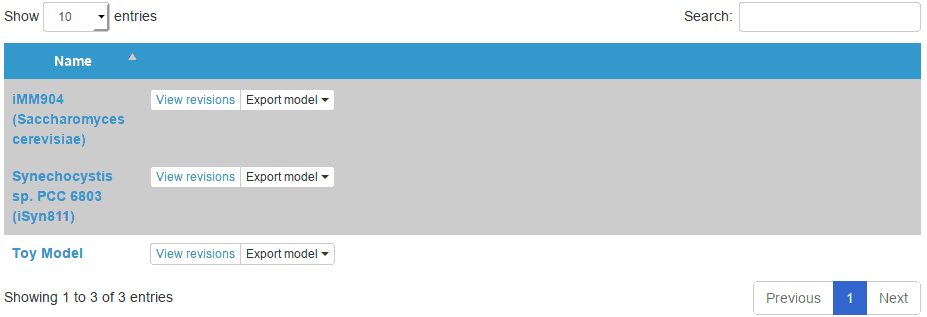 Show 10 entries Search:
Name
iMM904 View revisions Export model
(Saccharomyces
cerevisiae)
Synechocystis View revisions Export model
sp. PCC 6803
(iSyn811)
Toy Model View revisions Export model
Showing 1 to 3 of 3 entries Previous 1 Next